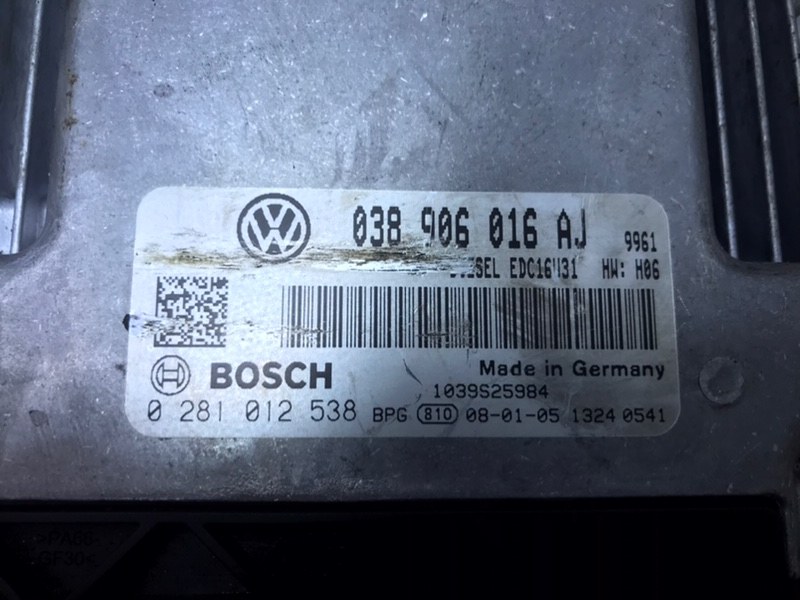 038 906 016 AJ 9961
EDC16U31 HW: H06
BOSCH Made in Germany
1039S25984
0 281 012 538 BPG 810 08-01-05 1324 0541